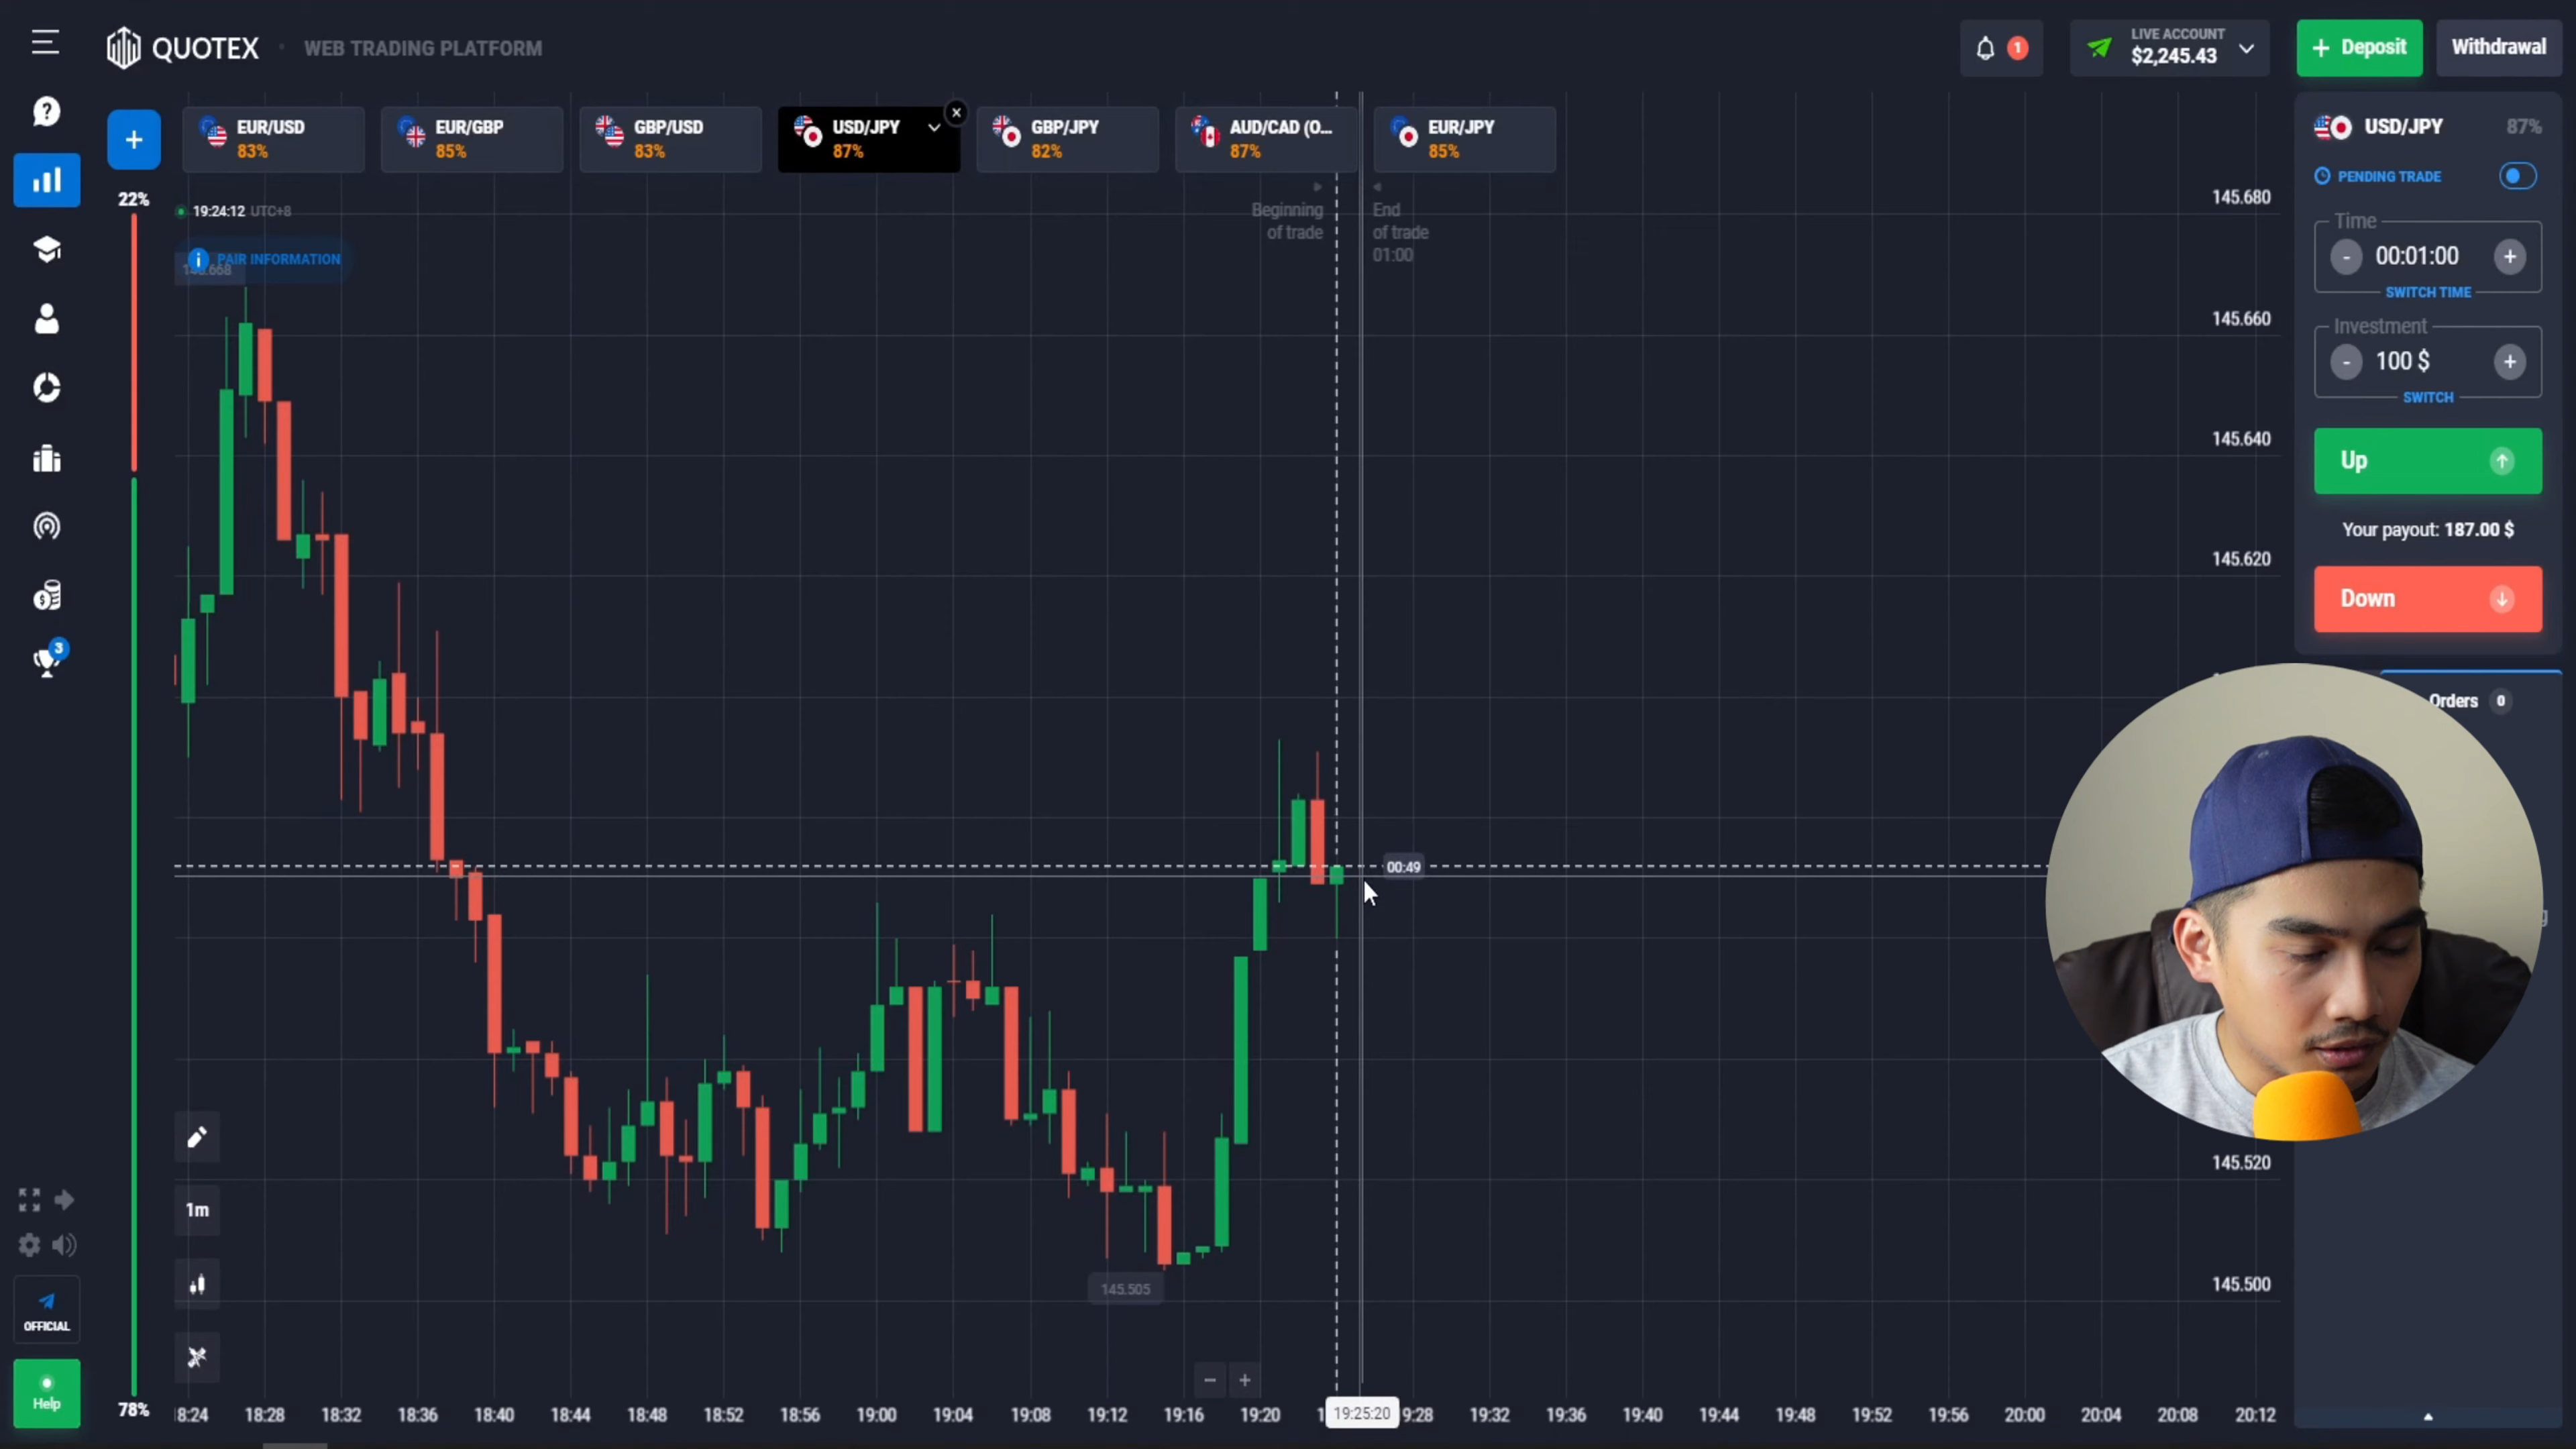 QUOTEX · WEB TRADING PLATFORM
1
LIVE ACCOUNT
$2,245.43
+ Deposit
Withdrawal
+
EUR/USD
83%
EUR/GBP
85%
GBP/USD
83%
USD/JPY
87%
GBP/JPY
82%
AUD/CAD (O...
87%
EUR/JPY
85%
22%
19:24:12 UTC+8
PAIR INFORMATION
Beginning
of trade
End
of trade
01:00
145.680
145.660
145.640
145.620
145.520
145.500
USD/JPY 87%
PENDING TRADE
Time
- 00:01:00 +
SWITCH TIME
Investment
- 100 $ +
SWITCH
Up
Your payout: 187.00 $
Down
Orders 0
3
00:49
145.505
1m
OFFICIAL
Help
78%
18:28
18:32
18:36
18:40
18:44
18:48
18:52
18:56
19:00
19:04
19:08
19:12
19:16
19:20
19:25:20
19:32
19:36
19:40
19:44
19:48
19:52
19:56
20:00
20:04
20:08
20:12